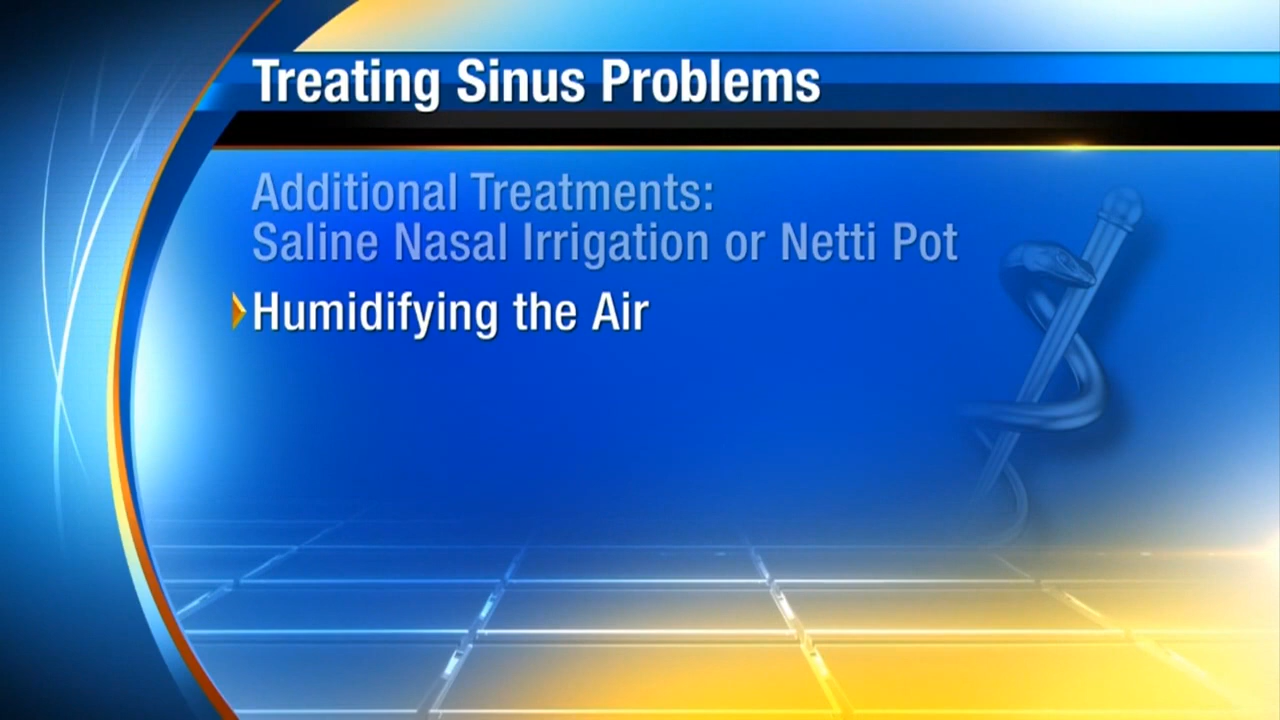 Treating Sinus Problems
Additional Treatments:
Saline Nasal Irrigation or Netti Pot
Humidifying the Air